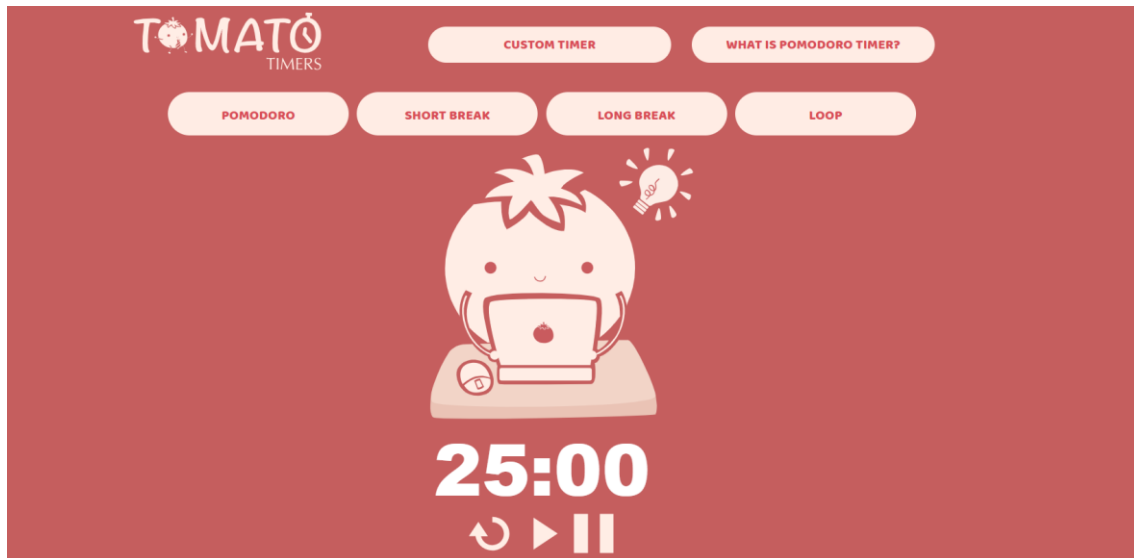 TOMATO
TIMERS
CUSTOM TIMER
WHAT IS POMODORO TIMER?
POMODORO
SHORT BREAK
LONG BREAK
LOOP
25:00